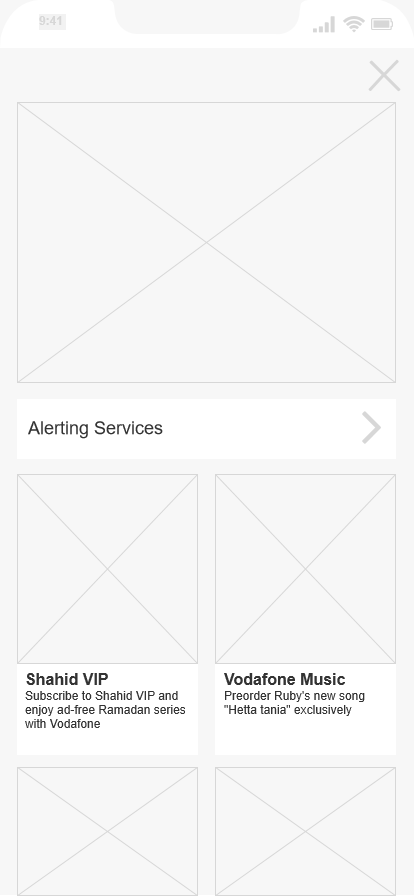 9:41
Alerting Services
Shahid VIP
Subscribe to Shahid VIP and
enjoy ad-free Ramadan series
with Vodafone
Vodafone Music
Preorder Ruby's new song
"Hetta tania" exclusively